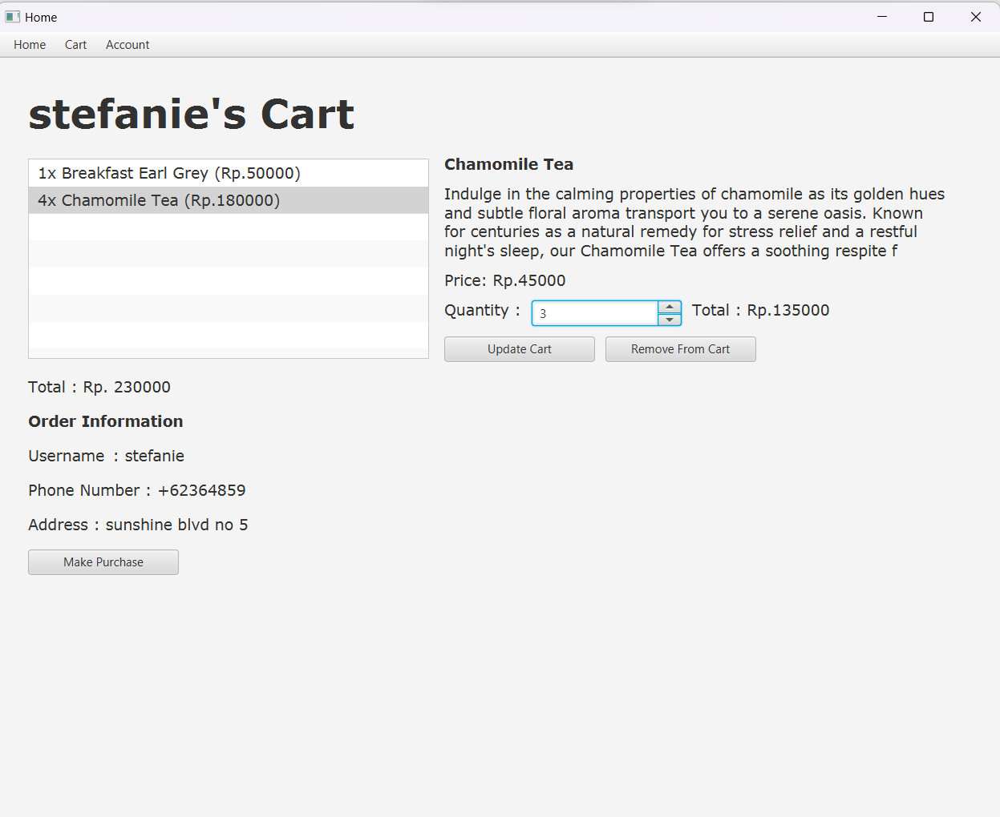 Home
Home Cart Account
stefanie's Cart
1x Breakfast Earl Grey (Rp.50000)
4x Chamomile Tea (Rp.180000)
Chamomile Tea
Indulge in the calming properties of chamomile as its golden hues
and subtle floral aroma transport you to a serene oasis. Known
for centuries as a natural remedy for stress relief and a restful
night's sleep, our Chamomile Tea offers a soothing respite f
Price: Rp.45000
Quantity : 3 Total : Rp.135000
Update Cart Remove From Cart
Total : Rp. 230000
Order Information
Username : stefanie
Phone Number : +62364859
Address : sunshine blvd no 5
Make Purchase